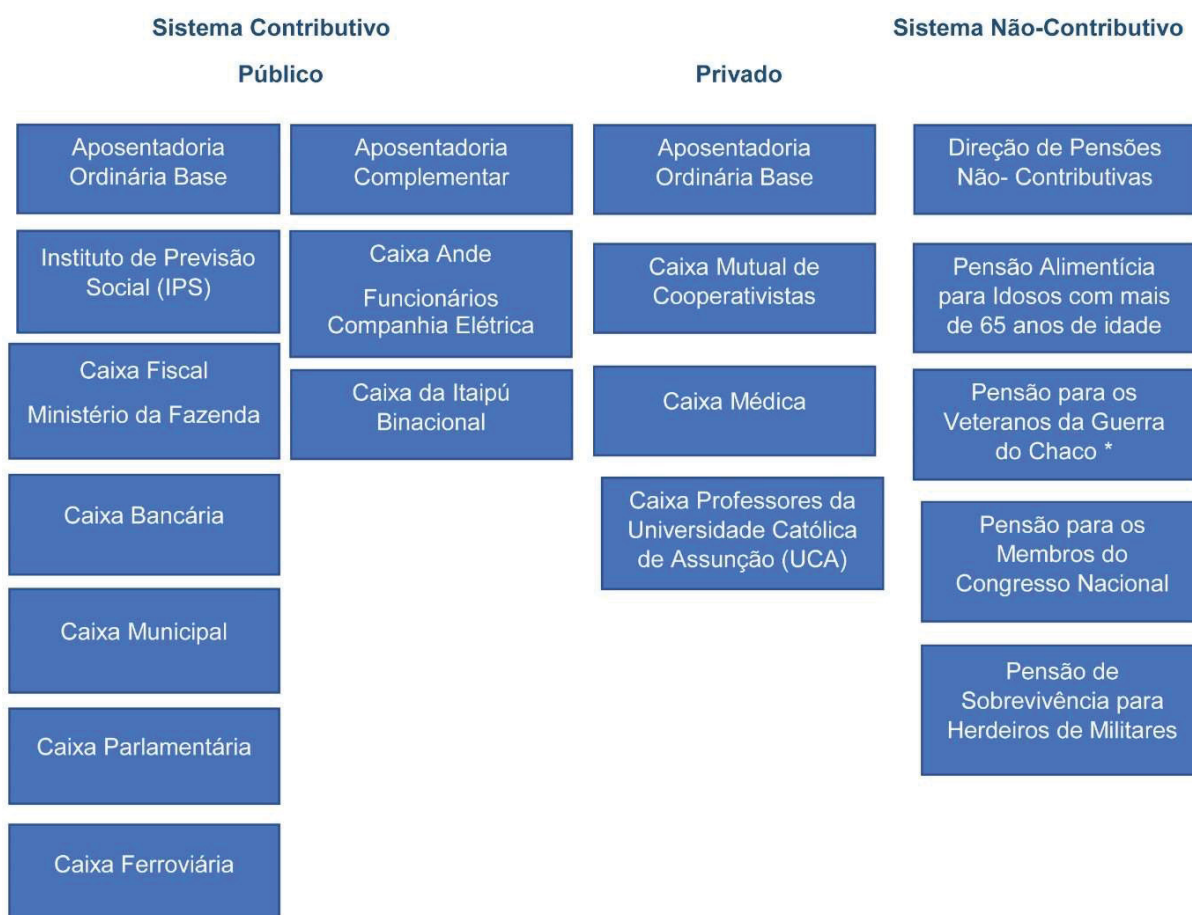 Sistema Contributivo
Sistema Não-Contributivo
Público
Privado
Aposentadoria
Ordinária Base
Instituto de Previsão
Social (IPS)
Caixa Fiscal
Ministério da Fazenda
Caixa Bancária
Caixa Municipal
Caixa Parlamentária
Caixa Ferroviária
Aposentadoria
Complementar
Caixa Ande
Funcionários
Companhia Elétrica
Caixa da Itaipú
Binacional
Aposentadoria
Ordinária Base
Caixa Mutual de
Cooperativistas
Caixa Médica
Caixa Professores da
Universidade Católica
de Assunção (UCA)
Direção de Pensões
Não- Contributivas
Pensão Alimentícia
para Idosos com mais
de 65 anos de idade
Pensão para os
Veteranos da Guerra
do Chaco *
Pensão para os
Membros do
Congresso Nacional
Pensão de
Sobrevivência para
Herdeiros de Militares